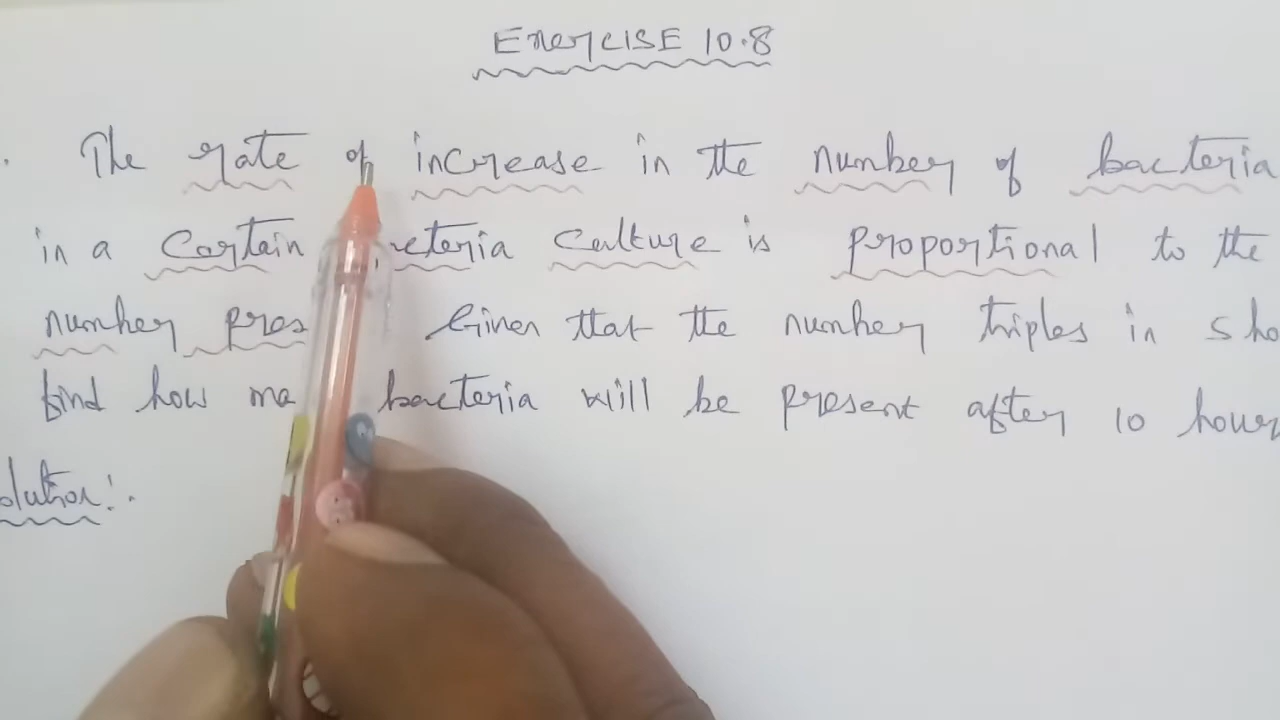 Exercise 10.8
. The rate of increase in the number of bacteria
in a certain cteria culture is proportional to the
number pres Given that the number triples in 5 ho
find how ma bacteria will be present after 10 hour
olution:.